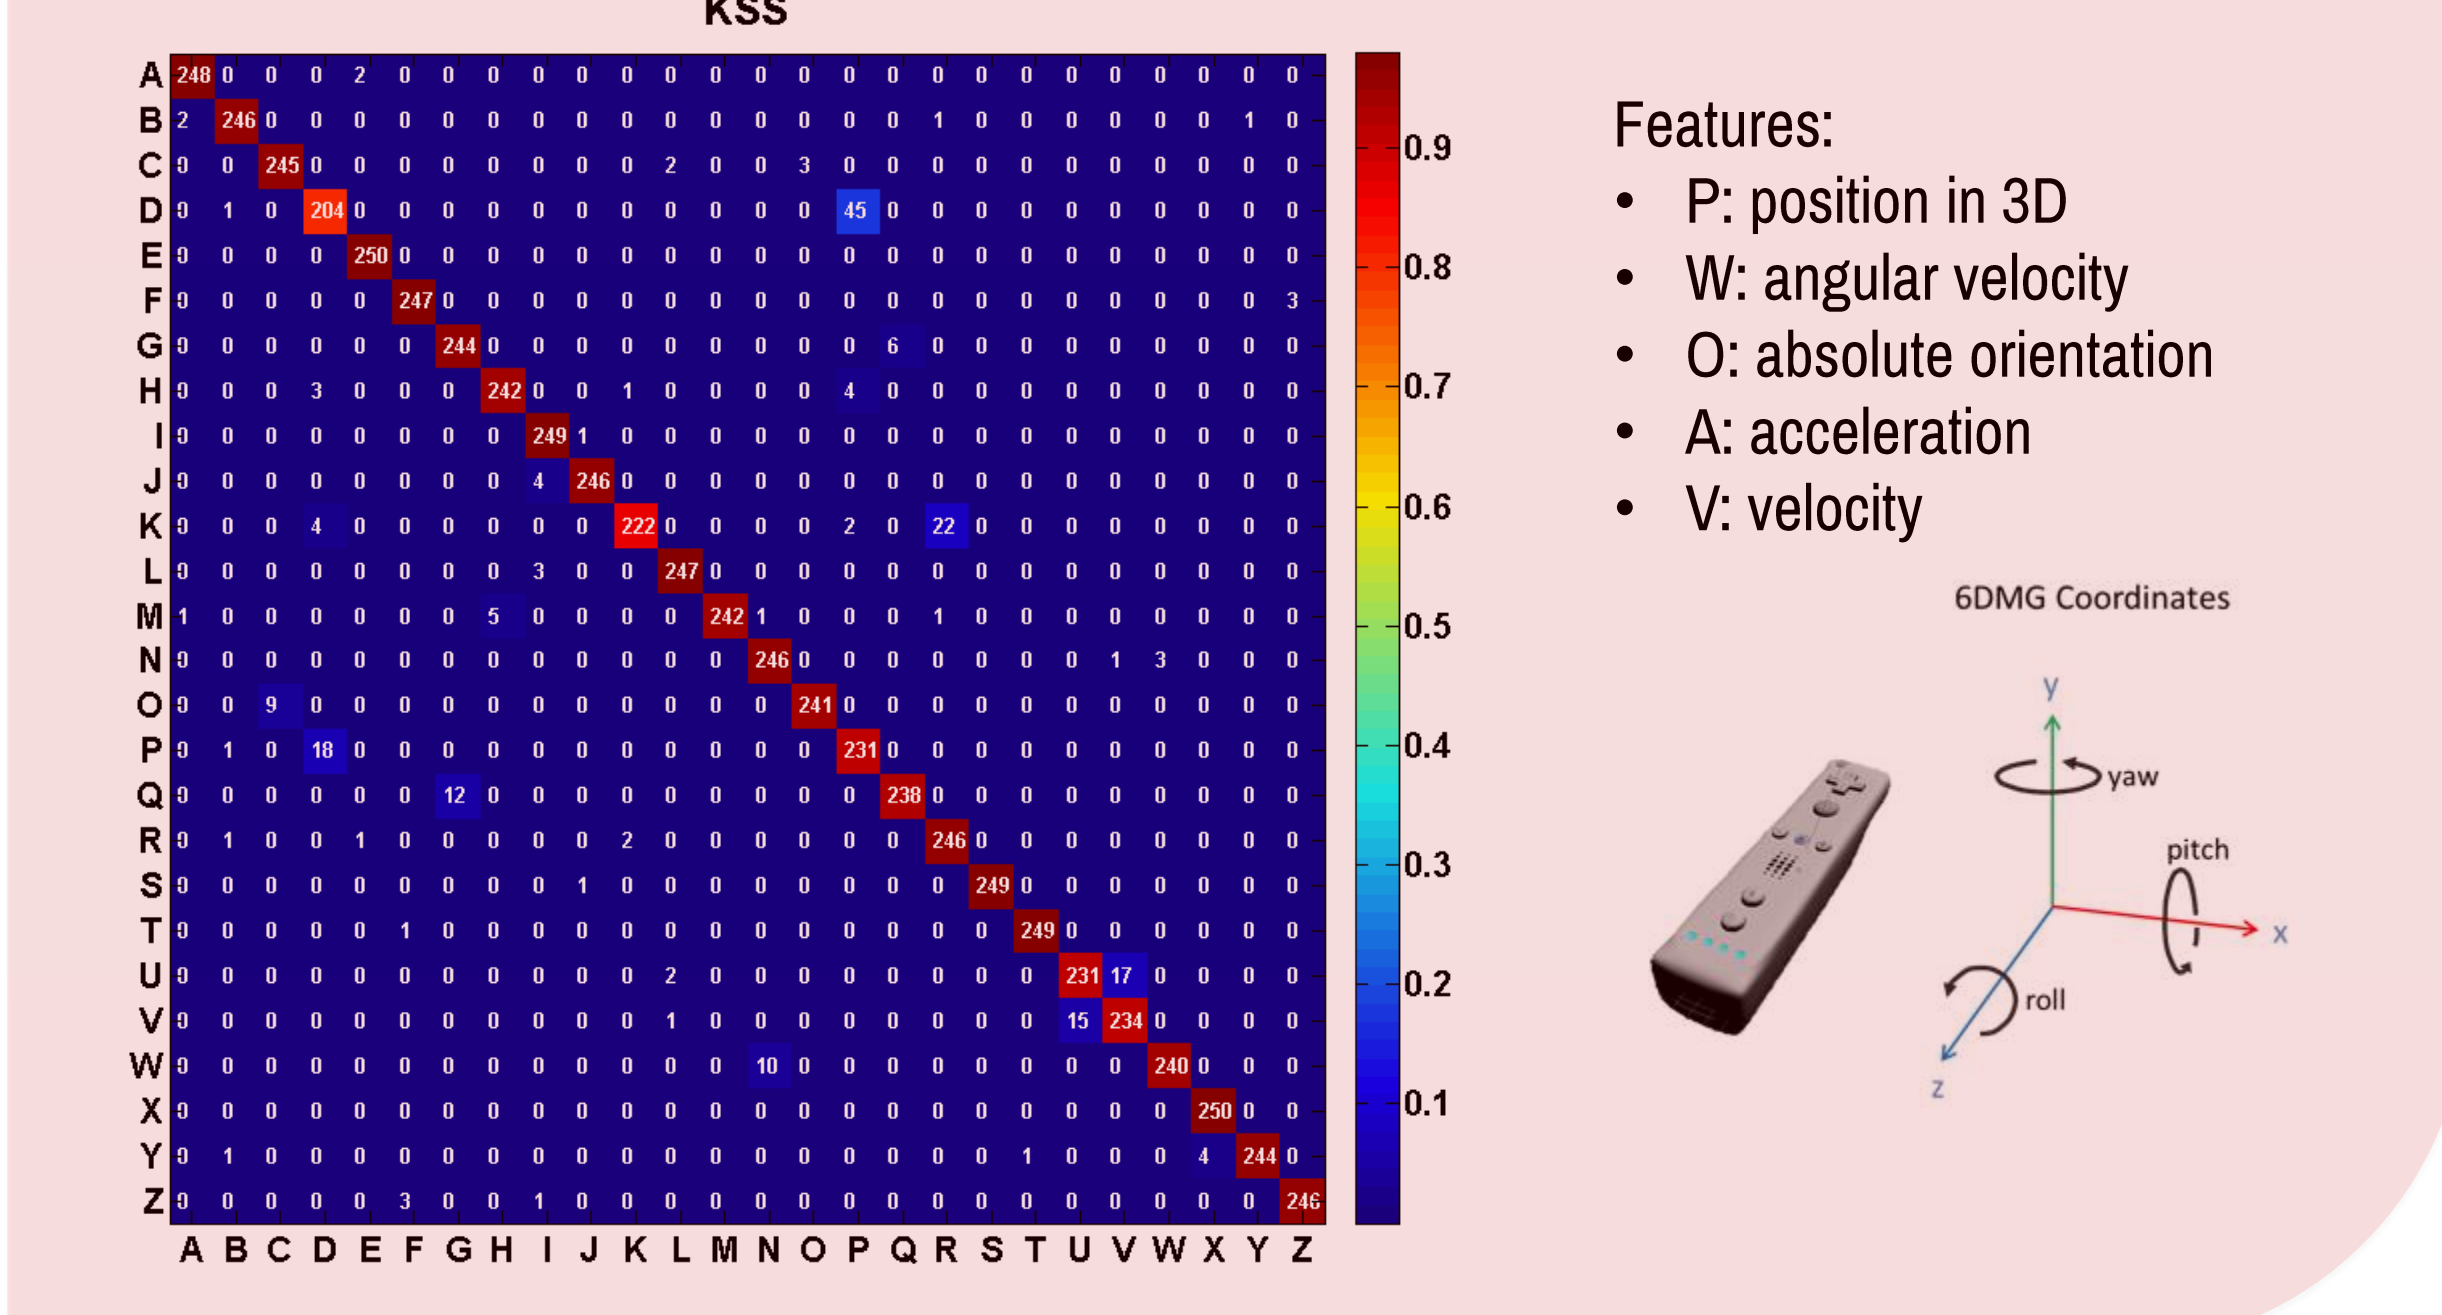 KSS
A 248 0 0 0 2 0 0 0 0 0 0 0 0 0 0 0 0 0 0 0 0 0 0 0 0 0
B 2 246 0 0 0 0 0 0 0 0 0 0 0 0 0 0 0 1 0 0 0 0 0 0 1 0
C 0 0 245 0 0 0 0 0 0 0 0 2 0 0 3 0 0 0 0 0 0 0 0 0 0 0
D 0 1 0 204 0 0 0 0 0 0 0 0 0 0 0 45 0 0 0 0 0 0 0 0 0 0
E 0 0 0 0 250 0 0 0 0 0 0 0 0 0 0 0 0 0 0 0 0 0 0 0 0 0
F 0 0 0 0 0 247 0 0 0 0 0 0 0 0 0 0 0 0 0 0 0 0 0 0 0 3
G 0 0 0 0 0 0 244 0 0 0 0 0 0 0 0 0 6 0 0 0 0 0 0 0 0 0
H 0 0 0 3 0 0 0 242 0 0 1 0 0 0 0 4 0 0 0 0 0 0 0 0 0 0
I 0 0 0 0 0 0 0 0 249 1 0 0 0 0 0 0 0 0 0 0 0 0 0 0 0 0
J 0 0 0 0 0 0 0 0 4 246 0 0 0 0 0 0 0 0 0 0 0 0 0 0 0 0
K 0 0 0 4 0 0 0 0 0 0 222 0 0 0 0 2 0 22 0 0 0 0 0 0 0 0
L 0 0 0 0 0 0 0 0 3 0 0 247 0 0 0 0 0 0 0 0 0 0 0 0 0 0
M 1 0 0 0 0 0 0 5 0 0 0 0 242 1 0 0 0 1 0 0 0 0 0 0 0 0
N 0 0 0 0 0 0 0 0 0 0 0 0 0 246 0 0 0 0 0 0 0 1 3 0 0 0
O 0 0 9 0 0 0 0 0 0 0 0 0 0 0 241 0 0 0 0 0 0 0 0 0 0 0
P 0 1 0 18 0 0 0 0 0 0 0 0 0 0 0 231 0 0 0 0 0 0 0 0 0 0
Q 0 0 0 0 0 0 12 0 0 0 0 0 0 0 0 0 238 0 0 0 0 0 0 0 0 0
R 0 1 0 0 1 0 0 0 0 0 2 0 0 0 0 0 0 246 0 0 0 0 0 0 0 0
S 0 0 0 0 0 0 0 0 0 1 0 0 0 0 0 0 0 0 249 0 0 0 0 0 0 0
T 0 0 0 0 0 1 0 0 0 0 0 0 0 0 0 0 0 0 0 249 0 0 0 0 0 0
U 0 0 0 0 0 0 0 0 0 0 0 2 0 0 0 0 0 0 0 0 231 17 0 0 0 0
V 0 0 0 0 0 0 0 0 0 0 0 1 0 0 0 0 0 0 0 0 15 234 0 0 0 0
W 0 0 0 0 0 0 0 0 0 0 0 0 0 10 0 0 0 0 0 0 0 0 240 0 0 0
X 0 0 0 0 0 0 0 0 0 0 0 0 0 0 0 0 0 0 0 0 0 0 0 250 0 0
Y 0 1 0 0 0 0 0 0 0 0 0 0 0 0 0 0 0 0 0 1 0 0 0 4 244 0
Z 0 0 0 0 0 3 0 0 1 0 0 0 0 0 0 0 0 0 0 0 0 0 0 0 0 246
A B C D E F G H I J K L M N O P Q R S T U V W X Y Z
0.9
0.8
0.7
0.6
0.5
0.4
0.3
0.2
0.1
Features:
• P: position in 3D
• W: angular velocity
• O: absolute orientation
• A: acceleration
• V: velocity
6DMG Coordinates
y
yaw
pitch
x
roll
z